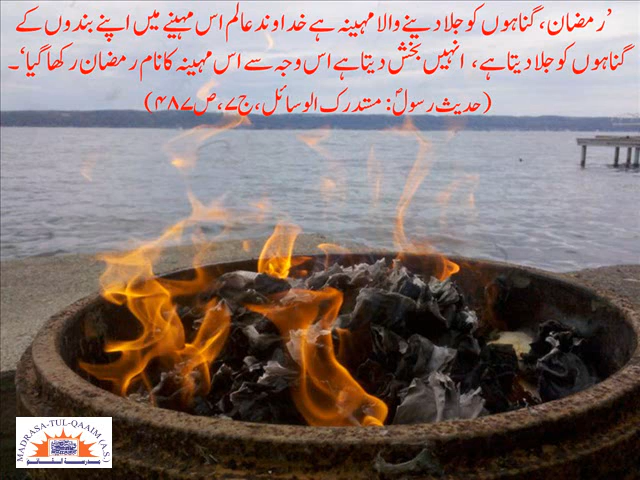 ’رمضان، گناہوں کو جلا دینے والا مہینہ ہے خداوند عالم اس مہینے میں اپنے بندوں کے
گناہوں کو جلا دیتا ہے، انہیں بخش دیتا ہے اس وجہ سے اس مہینہ کا نام رمضان رکھا گیا‘۔
(حدیث رسولؐ: مستدرک الوسائل، ج۷، ص۴۸۷)
MADRASA-TUL-QAAIM (A.S.)
مدرسۃ القائم